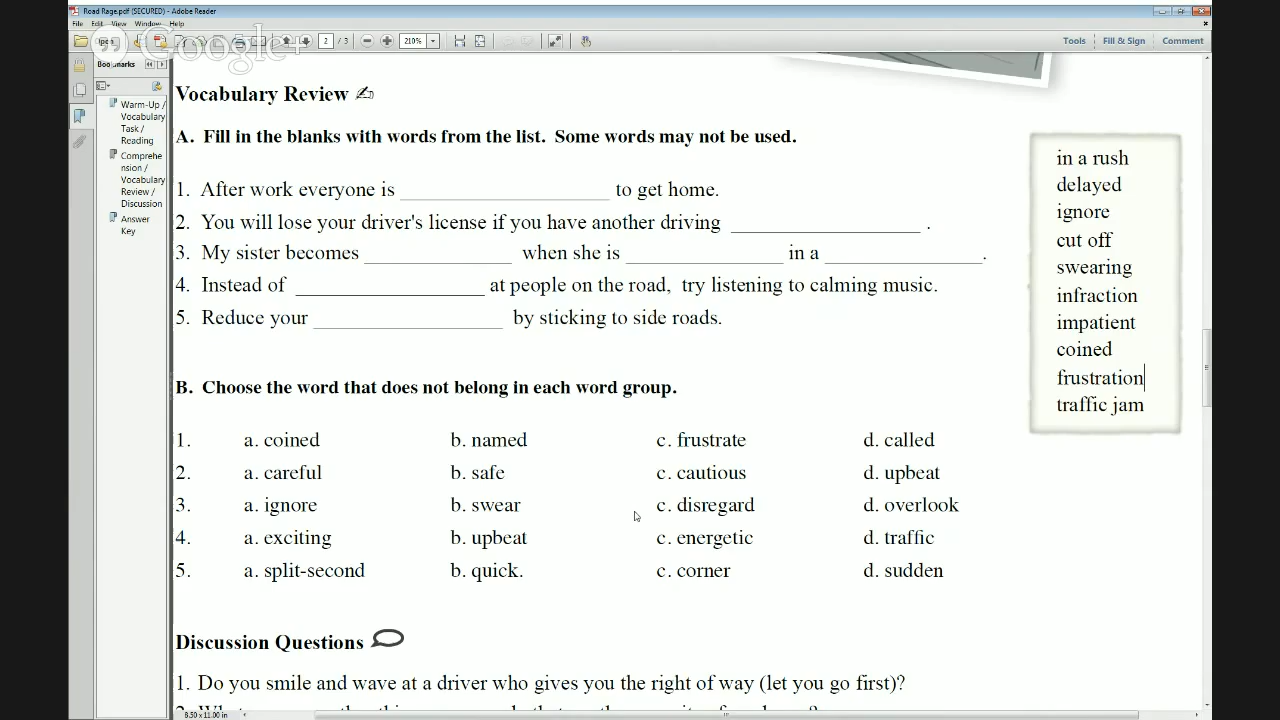 Road Rage.pdf (SECURED) - Adobe Reader
File Edit View Window Help
Open 2 / 3 210% Tools Fill & Sign Comment
Google+
Bookmarks
Warm-Up /
Vocabulary
Task /
Reading
Comprehe
nsion /
Vocabulary
Review /
Discussion
Answer
Key
Vocabulary Review
A. Fill in the blanks with words from the list. Some words may not be used.
1. After work everyone is ____________________ to get home.
2. You will lose your driver's license if you have another driving __________________ .
3. My sister becomes ______________ when she is _______________ in a _______________.
4. Instead of __________________ at people on the road, try listening to calming music.
5. Reduce your __________________ by sticking to side roads.
in a rush
delayed
ignore
cut off
swearing
infraction
impatient
coined
frustration
traffic jam
B. Choose the word that does not belong in each word group.
1. a. coined b. named c. frustrate d. called
2. a. careful b. safe c. cautious d. upbeat
3. a. ignore b. swear c. disregard d. overlook
4. a. exciting b. upbeat c. energetic d. traffic
5. a. split-second b. quick. c. corner d. sudden
Discussion Questions
1. Do you smile and wave at a driver who gives you the right of way (let you go first)?
8.50 x 11.00 in